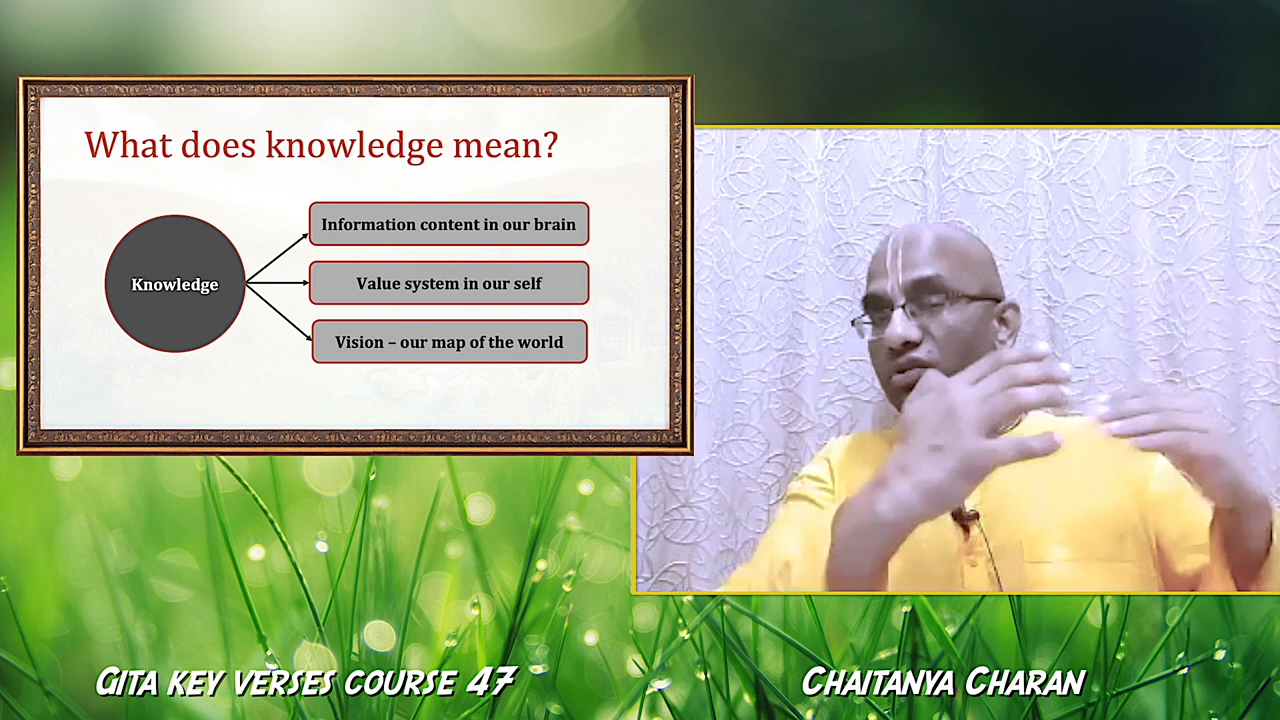 What does knowledge mean?
Knowledge
Information content in our brain
Value system in our self
Vision – our map of the world
Gita key verses course 47
Chaitanya Charan